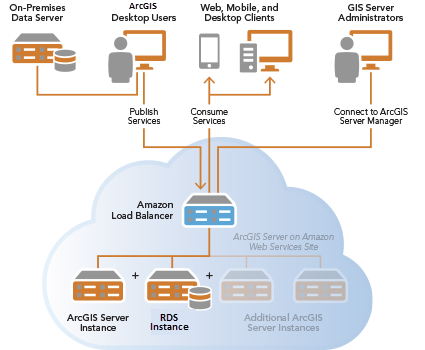 On-Premises
Data Server
ArcGIS
Desktop Users
Web, Mobile, and
Desktop Clients
GIS Server
Administrators
Publish
Services
Consume
Services
Connect to ArcGIS
Server Manager
Amazon
Load Balancer
ArcGIS Server on Amazon
Web Services Site
+
+
ArcGIS Server
Instance
RDS
Instance
Additional ArcGIS
Server Instances